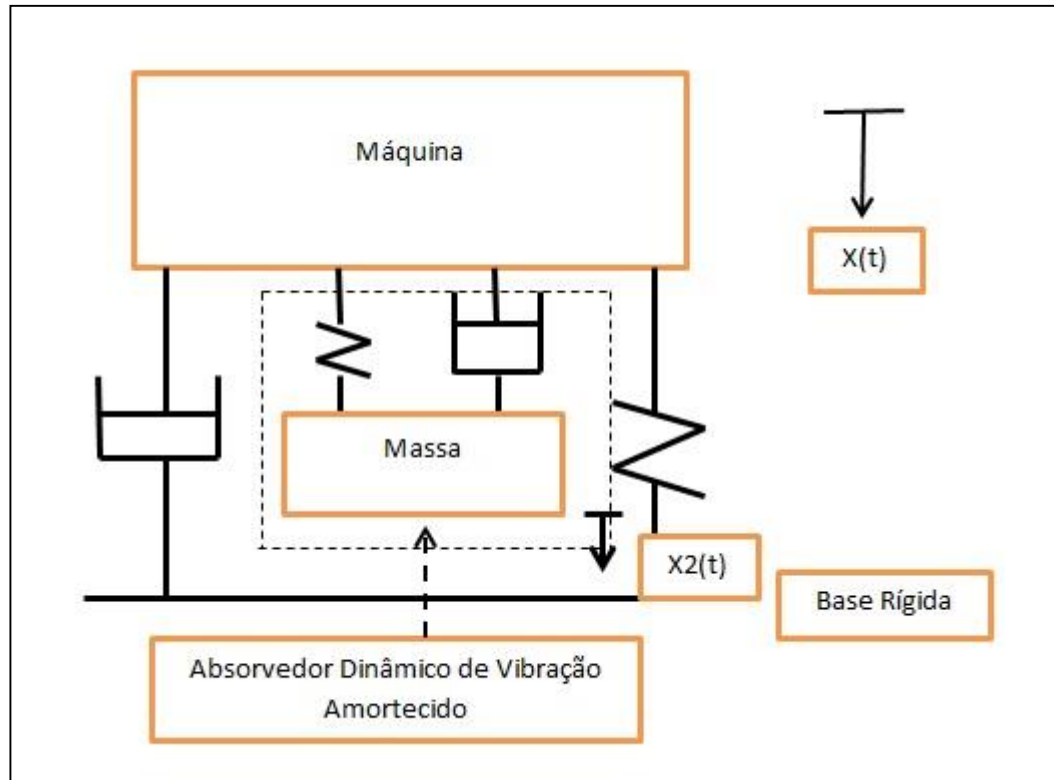 Máquina
X(t)
Massa
X2(t)
Base Rígida
Absorvedor Dinâmico de Vibração
Amortecido